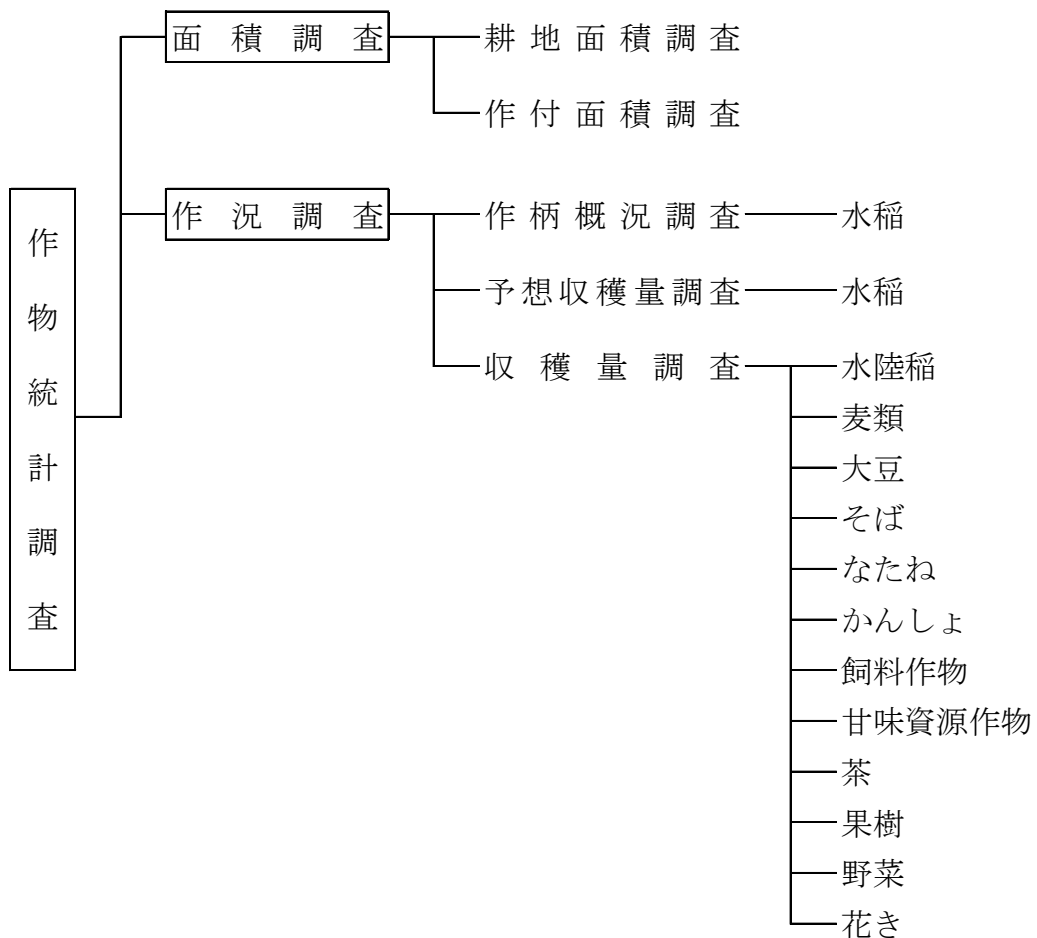 作物統計調査
面積調査
耕地面積調査
作付面積調査
作況調査
作柄概況調査
水稲
予想収穫量調査
水稲
収穫量調査
水陸稲
麦類
大豆
そば
なたね
かんしょ
飼料作物
甘味資源作物
茶
果樹
野菜
花き